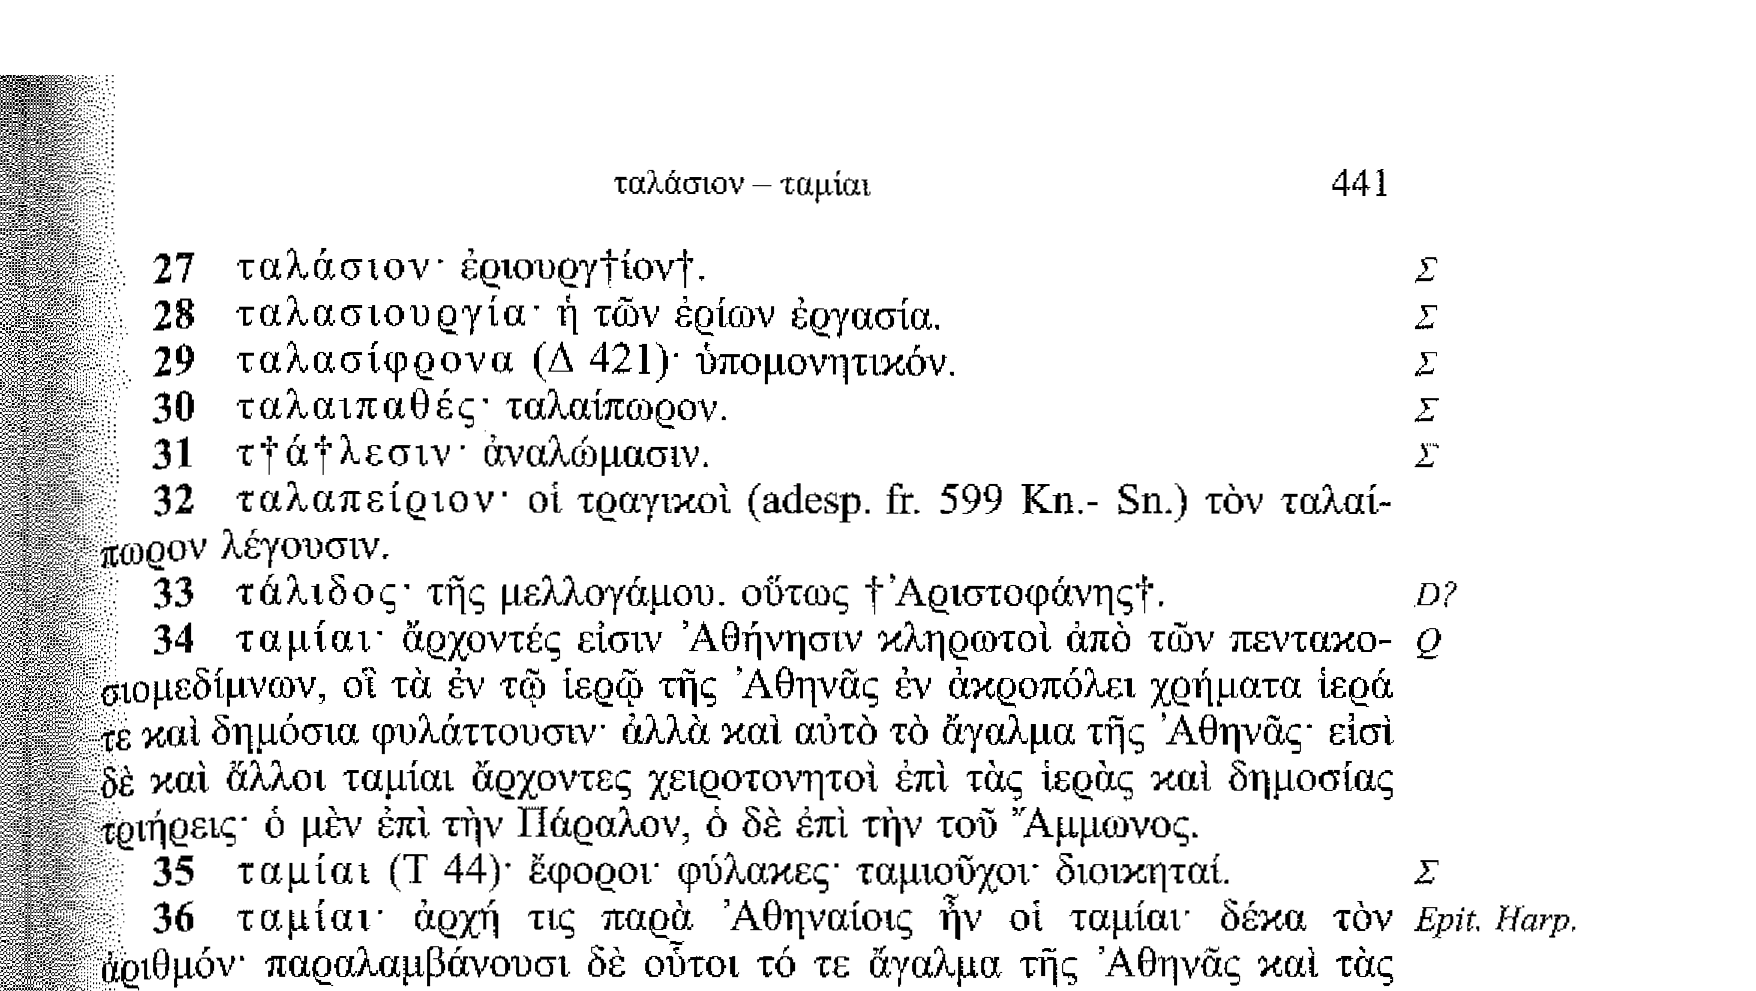 ταλάσιον – ταμίαι 441
27 ταλάσιον· ἐριουργ†ίον†. Σ
28 ταλασιουργία· ἡ τῶν ἐρίων ἐργασία. Σ
29 ταλασίφρονα (Δ 421)· ὑπομονητικόν. Σ
30 ταλαιπαθές· ταλαίπωρον. Σ
31 τ†ά†λεσιν· ἀναλώμασιν. Σ
32 ταλαπείριον· οἱ τραγικοὶ (adesp. fr. 599 Kn.- Sn.) τὸν ταλαί-
πωρον λέγουσιν.
33 τάλιδος· τῆς μελλογάμου. οὕτως †Ἀριστοφάνης†. D?
34 ταμίαι· ἄρχοντές εἰσιν Ἀθήνησιν κληρωτοὶ ἀπὸ τῶν πεντακο- Q
σιομεδίμνων, οἳ τὰ ἐν τῷ ἱερῷ τῆς Ἀθηνᾶς ἐν ἀκροπόλει χρήματα ἱερά
τε καὶ δημόσια φυλάττουσιν· ἀλλὰ καὶ αὐτὸ τὸ ἄγαλμα τῆς Ἀθηνᾶς· εἰσὶ
δὲ καὶ ἄλλοι ταμίαι ἄρχοντες χειροτονητοὶ ἐπὶ τὰς ἱερὰς καὶ δημοσίας
τριήρεις· ὁ μὲν ἐπὶ τὴν Πάραλον, ὁ δὲ ἐπὶ τὴν τοῦ Ἄμμωνος.
35 ταμίαι (Τ 44)· ἔφοροι· φύλακες· ταμιοῦχοι· διοικηταί. Σ
36 ταμίαι· ἀρχή τις παρὰ Ἀθηναίοις ἦν οἱ ταμίαι· δέκα τὸν Epit. Harp.
ἀριθμόν· παραλαμβάνουσι δὲ οὗτοι τό τε ἄγαλμα τῆς Ἀθηνᾶς καὶ τὰς